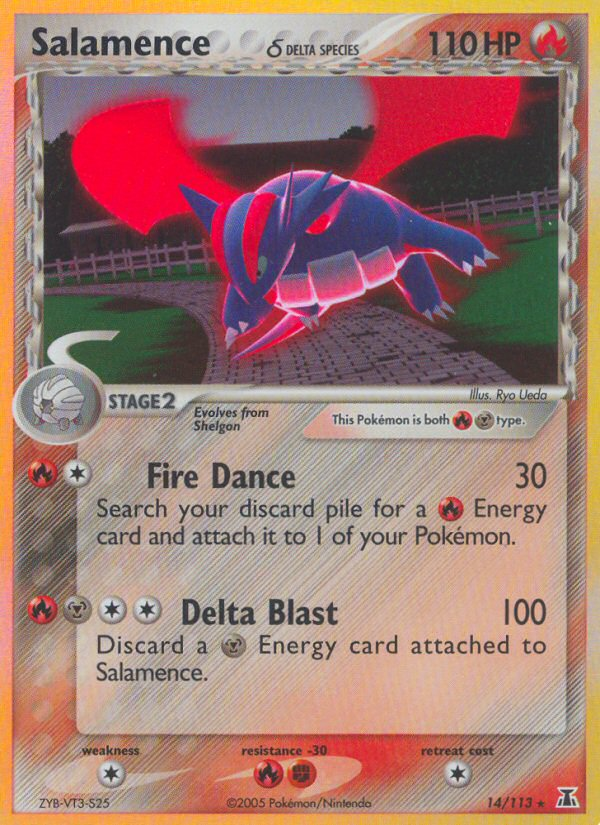 Salamence δ DELTA SPECIES 110 HP
Illus. Ryo Ueda
STAGE 2
Evolves from
Shelgon
This Pokémon is both type.
Fire Dance 30
Search your discard pile for a Energy
card and attach it to 1 of your Pokémon.
Delta Blast 100
Discard a Energy card attached to
Salamence.
weakness resistance -30 retreat cost
ZYB-VT3-S25 ©2005 Pokémon/Nintendo 14/113 ★